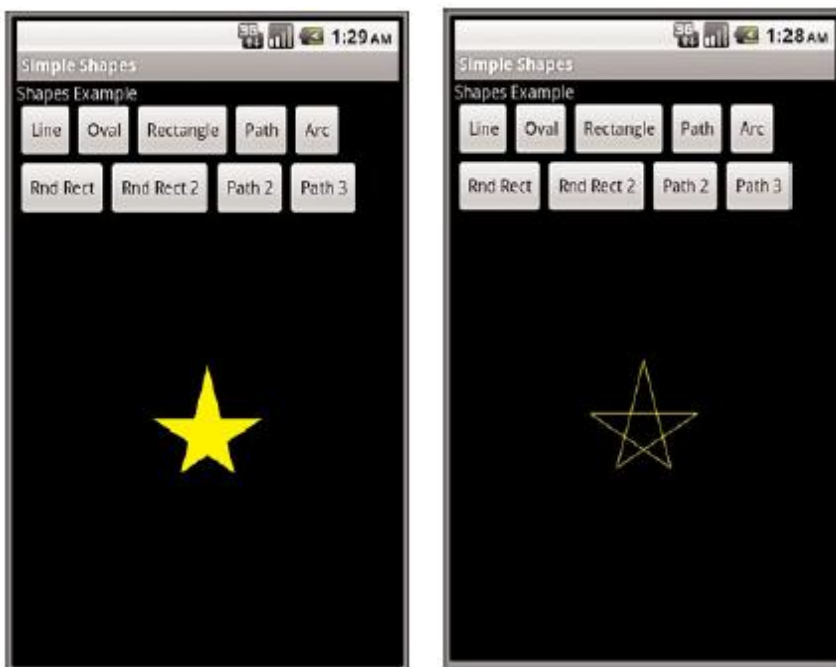 3G 1:29 AM
Simple Shapes
Shapes Example
Line Oval Rectangle Path Arc
Rnd Rect Rnd Rect 2 Path 2 Path 3
3G 1:28 AM
Simple Shapes
Shapes Example
Line Oval Rectangle Path Arc
Rnd Rect Rnd Rect 2 Path 2 Path 3